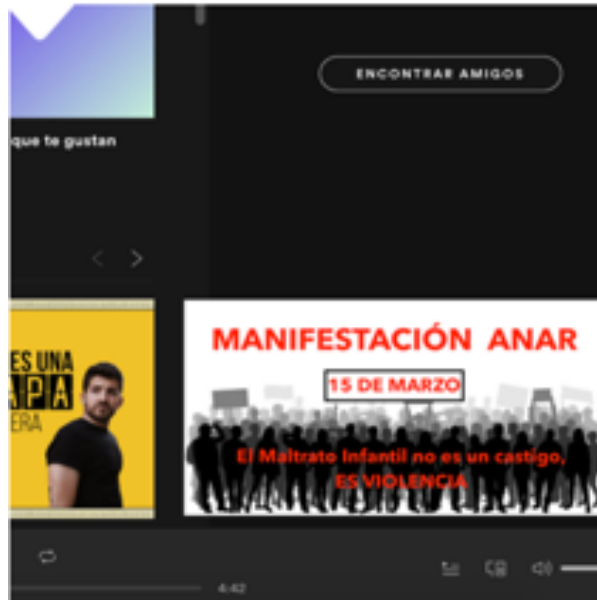 ENCONTRAR AMIGOS
que te gustan
ES UNA
APA
ERA
MANIFESTACIÓN ANAR
15 DE MARZO
El Maltrato Infantil no es un castigo,
ES VIOLENCIA
4:42